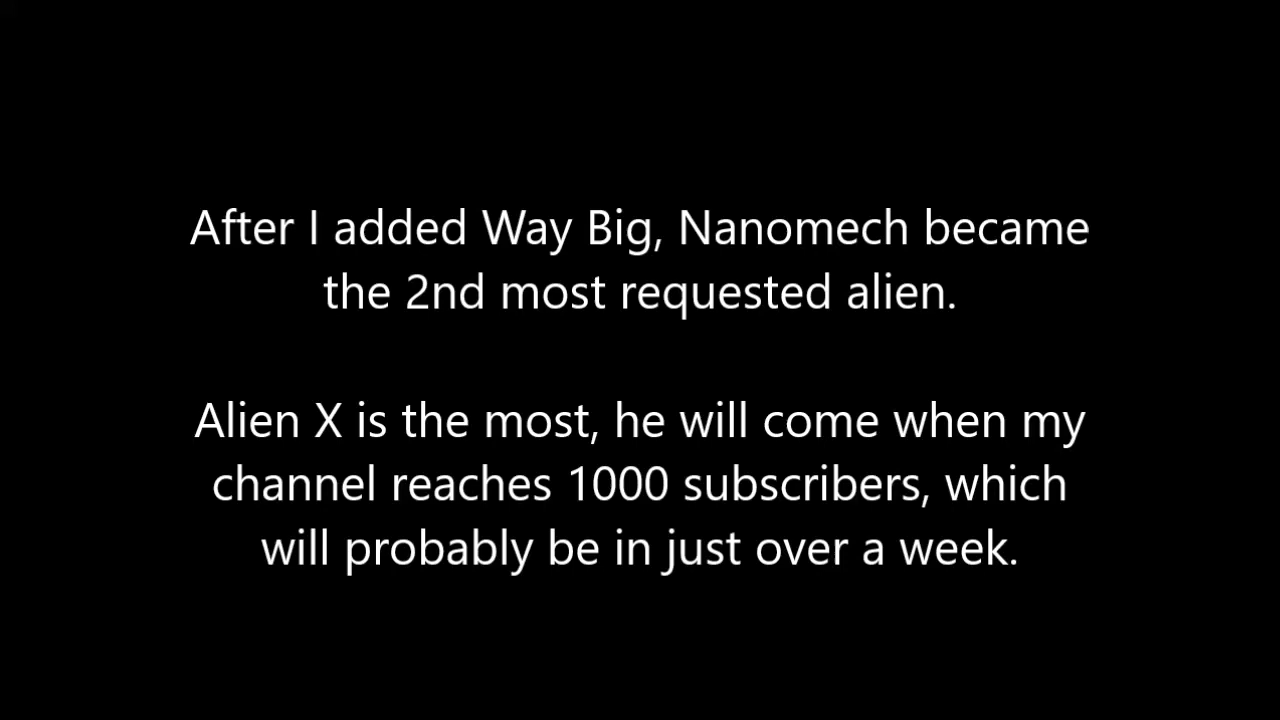 After I added Way Big, Nanomech became
the 2nd most requested alien.
Alien X is the most, he will come when my
channel reaches 1000 subscribers, which
will probably be in just over a week.